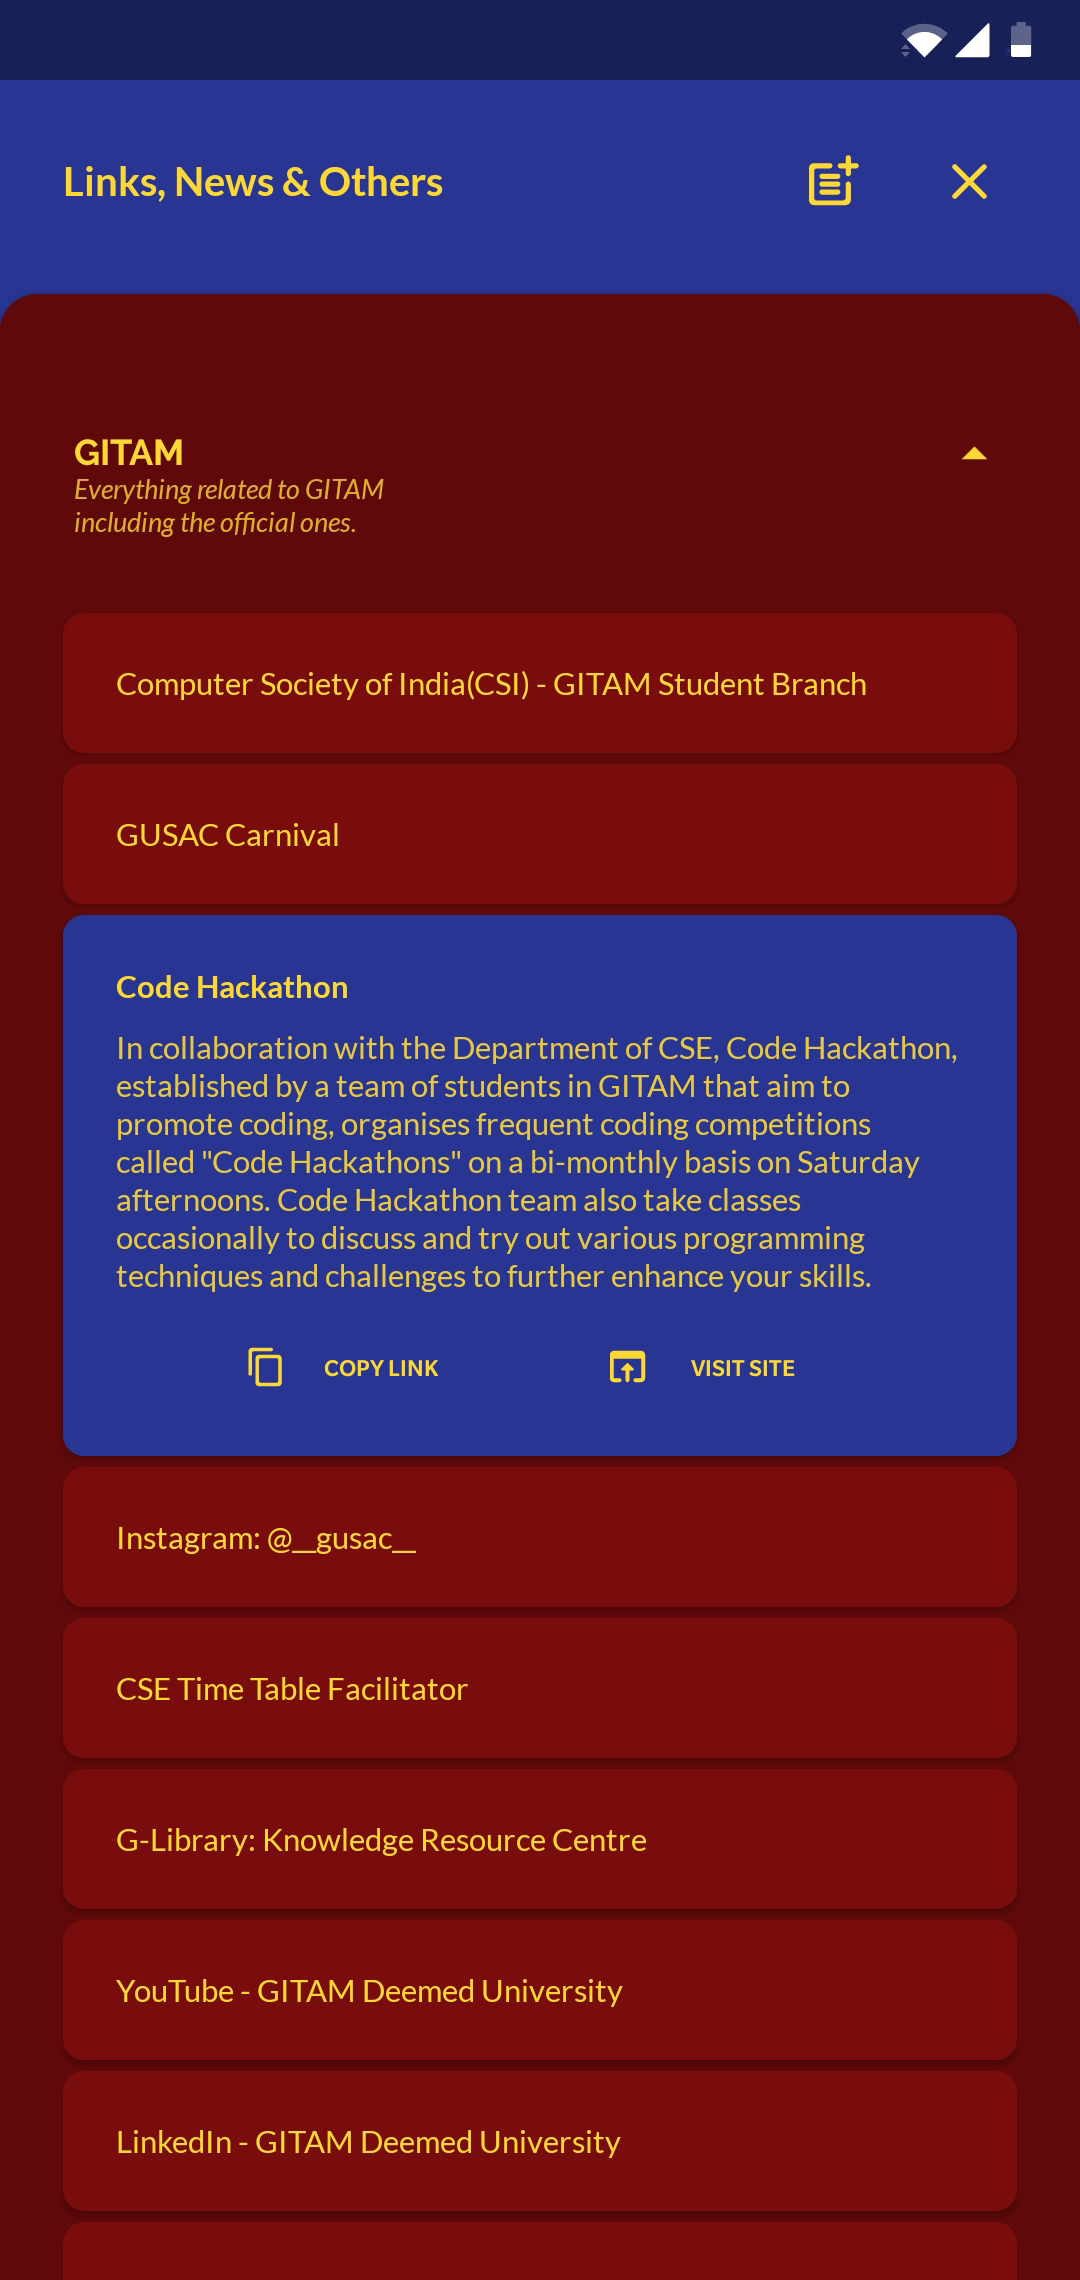 Links, News & Others
GITAM
Everything related to GITAM
including the official ones.
Computer Society of India(CSI) - GITAM Student Branch
GUSAC Carnival
Code Hackathon
In collaboration with the Department of CSE, Code Hackathon,
established by a team of students in GITAM that aim to
promote coding, organises frequent coding competitions
called "Code Hackathons" on a bi-monthly basis on Saturday
afternoons. Code Hackathon team also take classes
occasionally to discuss and try out various programming
techniques and challenges to further enhance your skills.
COPY LINK VISIT SITE
Instagram: @__gusac__
CSE Time Table Facilitator
G-Library: Knowledge Resource Centre
YouTube - GITAM Deemed University
LinkedIn - GITAM Deemed University